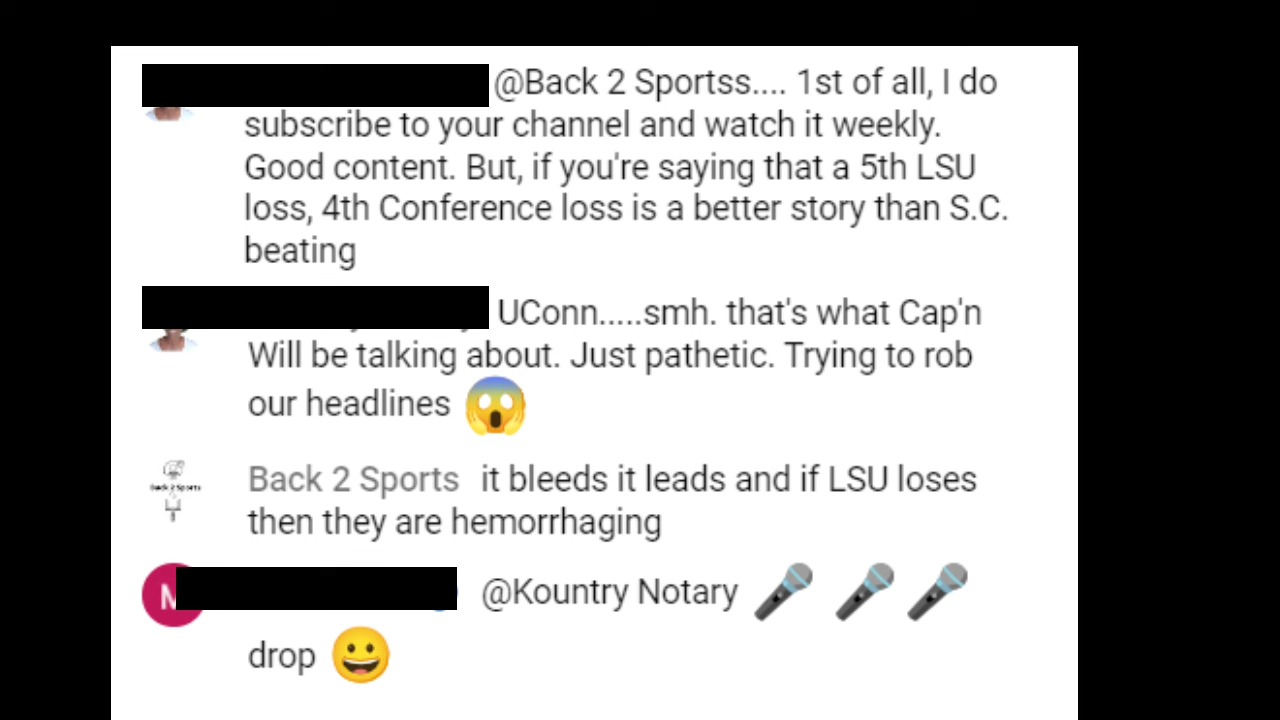 @Back 2 Sportss.... 1st of all, I do
subscribe to your channel and watch it weekly.
Good content. But, if you're saying that a 5th LSU
loss, 4th Conference loss is a better story than S.C.
beating
UConn.....smh. that's what Cap'n
Will be talking about. Just pathetic. Trying to rob
our headlines 😱
Back 2 Sports
Back 2 Sports it bleeds it leads and if LSU loses
then they are hemorrhaging
M @Kountry Notary 🎤 🎤 🎤
drop 😀